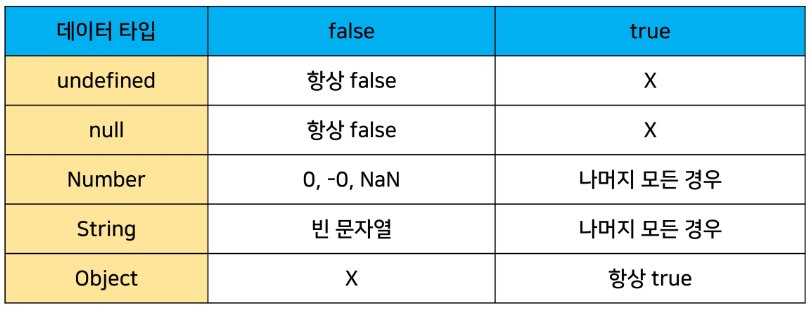 데이터 타입 false true
undefined 항상 false X
null 항상 false X
Number 0, -0, NaN 나머지 모든 경우
String 빈 문자열 나머지 모든 경우
Object X 항상 true